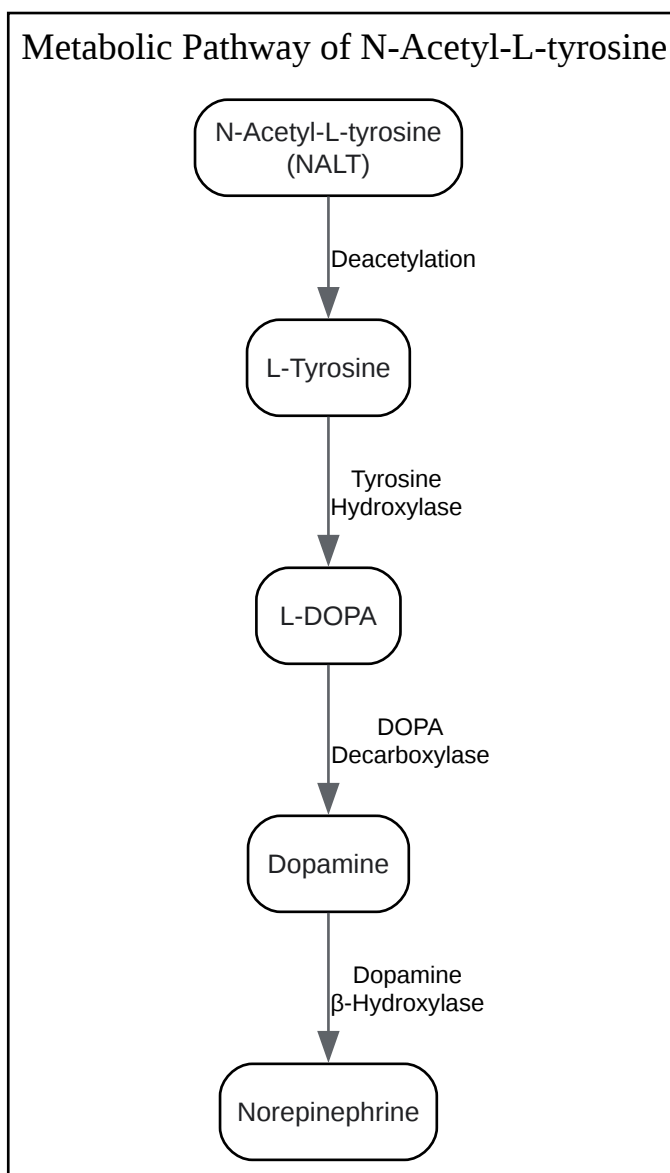 Metabolic Pathway of N-Acetyl-L-tyrosine
N-Acetyl-L-tyrosine
(NALT)
Deacetylation
L-Tyrosine
Tyrosine
Hydroxylase
L-DOPA
DOPA
Decarboxylase
Dopamine
Dopamine
β-Hydroxylase
Norepinephrine